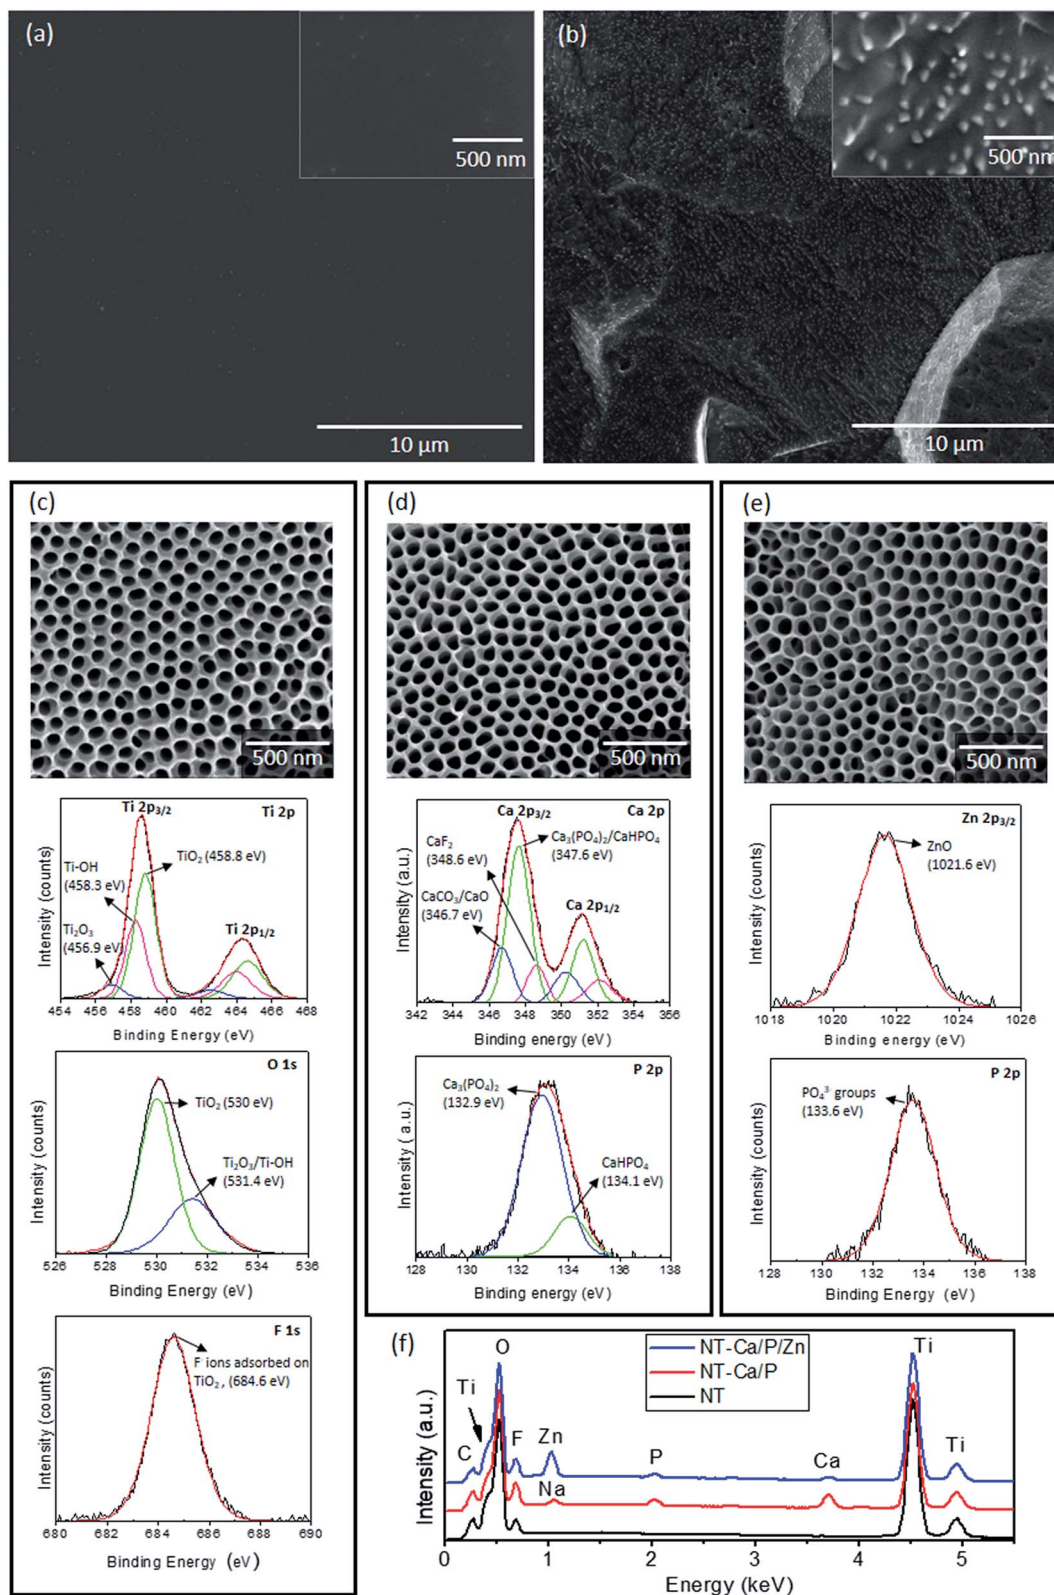 (a)
500 nm
10 µm
(b)
500 nm
10 µm
(c)
500 nm
Ti 2p₃/₂
Ti 2p
Ti-OH
(458.3 eV)
TiO₂ (458.8 eV)
Ti₂O₃
(456.9 eV)
Ti 2p₁/₂
Intensity (counts)
454 456 458 460 462 464 466 468
Binding Energy (eV)
O 1s
TiO₂ (530 eV)
Ti₂O₃/Ti-OH
(531.4 eV)
Intensity (counts)
526 528 530 532 534 536
Binding Energy (eV)
F 1s
F ions adsorbed on
TiO₂ , (684.6 eV)
Intensity (counts)
680 682 684 686 688 690
Binding Energy (eV)
(d)
500 nm
Ca 2p₃/₂
Ca 2p
CaF₂
(348.6 eV)
Ca₃(PO₄)₂/CaHPO₄
(347.6 eV)
CaCO₃/CaO
(346.7 eV)
Ca 2p₁/₂
Intensity (a.u.)
342 344 346 348 350 352 354 356
Binding energy (eV)
P 2p
Ca₃(PO₄)₂
(132.9 eV)
CaHPO₄
(134.1 eV)
Intensity ( a.u.)
128 130 132 134 136 138
Binding energy (eV)
(e)
500 nm
Zn 2p₃/₂
ZnO
(1021.6 eV)
Intensity (counts)
1018 1020 1022 1024 1026
Binding energy (eV)
P 2p
PO₄³⁻ groups
(133.6 eV)
Intensity (counts)
128 130 132 134 136 138
Binding Energy (eV)
(f)
NT-Ca/P/Zn
NT-Ca/P
NT
O
Ti
Ti
C
F
Zn
Na
P
Ca
Ti
Intensity (a.u.)
0 1 2 3 4 5
Energy (keV)